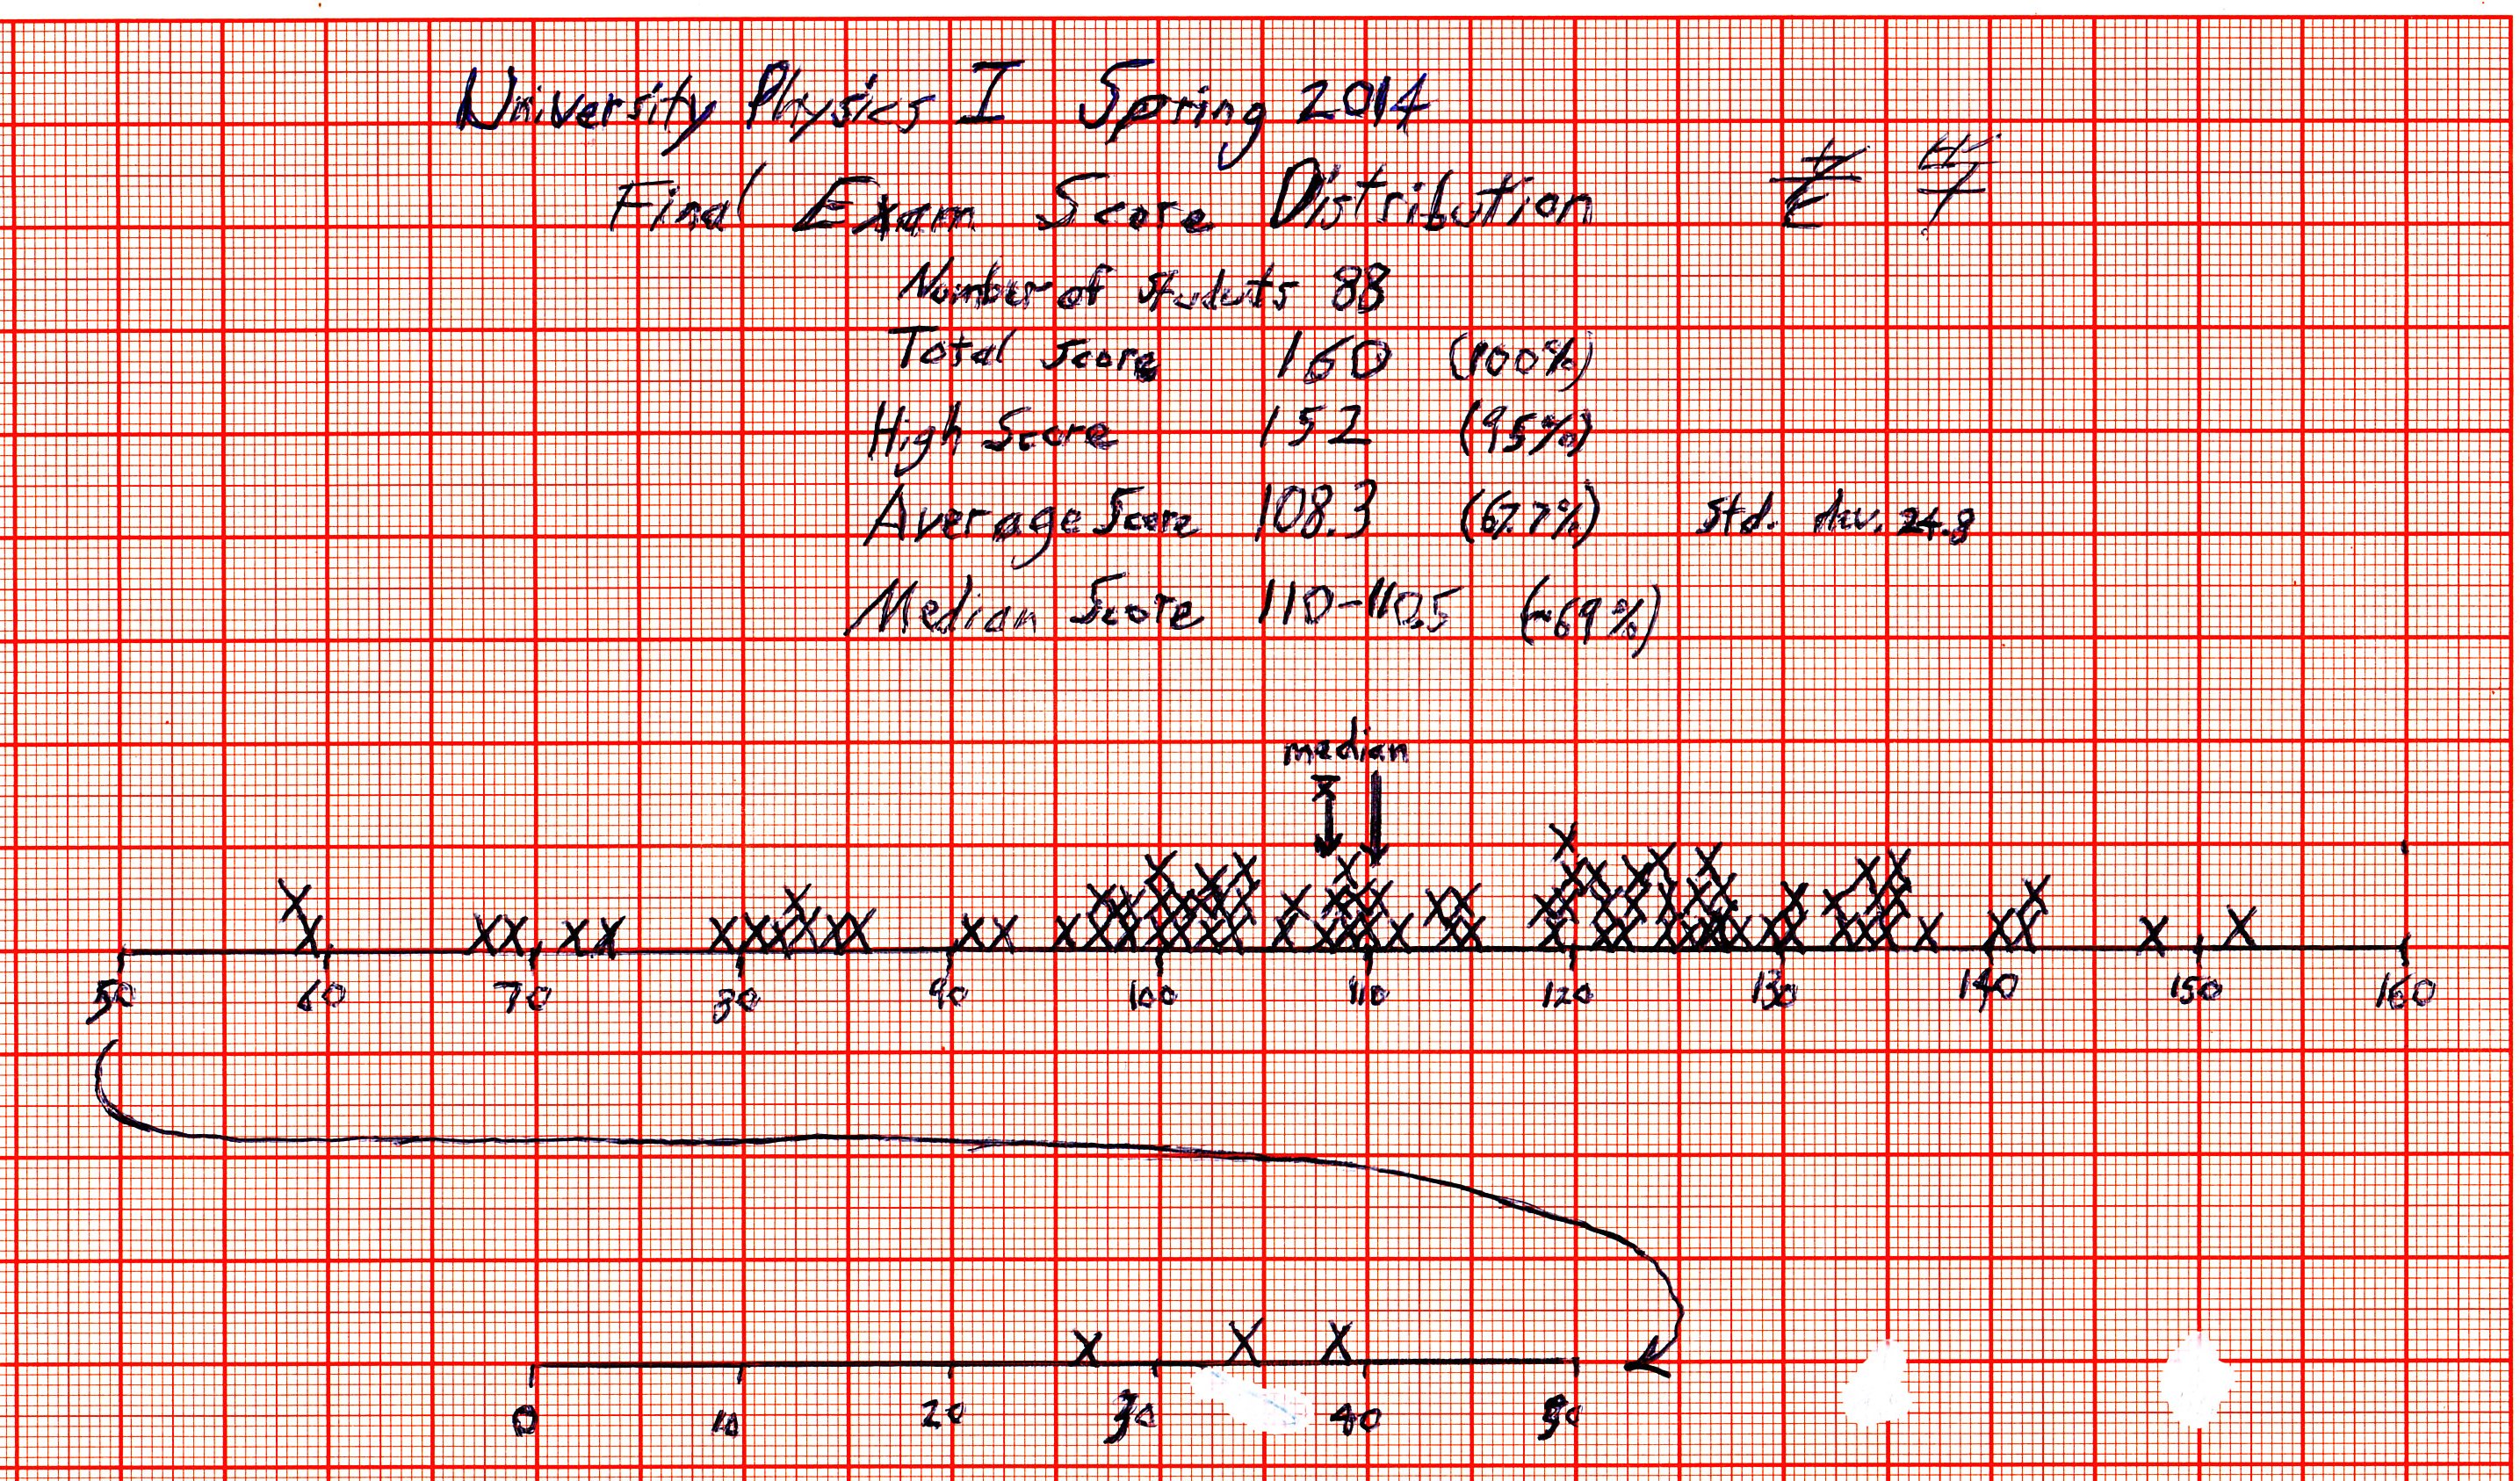 University Physics I Spring 2014
Final Exam Score Distribution
Number of students 88
Total Score 160 (100%)
High Score 152 (95%)
Average Score 108.3 (67.7%) Std. dev. 24.8
Median Score 110-110.5 (~69%)
median
x̄
50 60 70 80 90 100 110 120 130 140 150 160
0 10 20 30 40 50